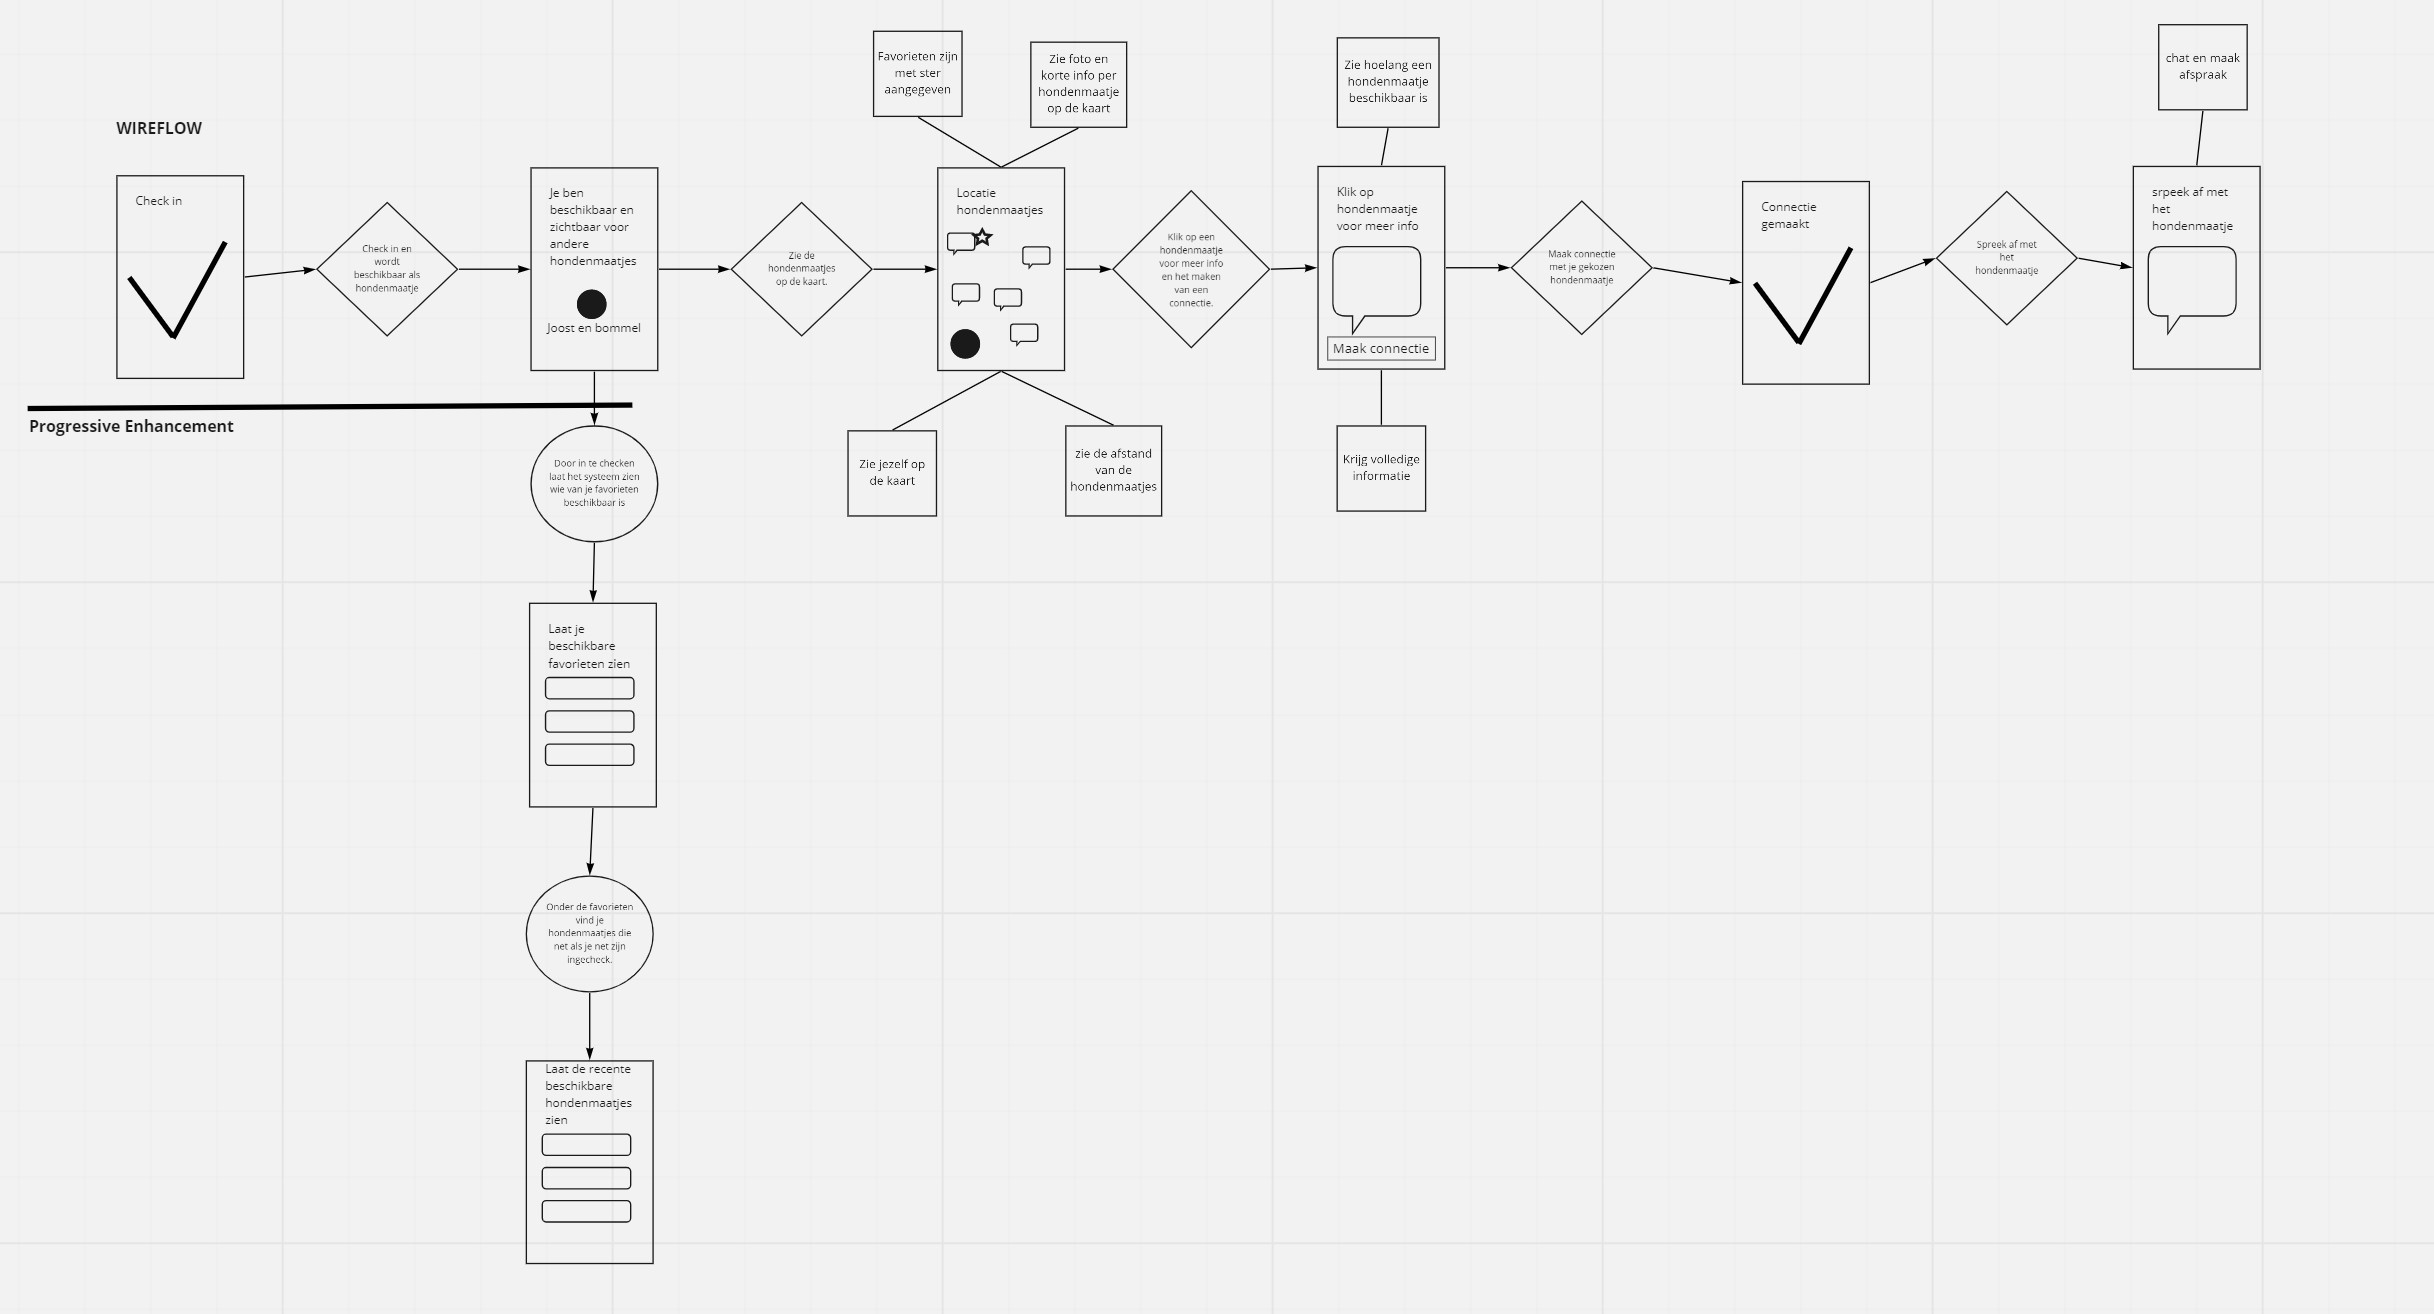 WIREFLOW
Check in
Check in en
wordt
beschikbaar als
hondenmaatje
Je ben
beschikbaar en
zichtbaar voor
andere
hondenmaatjes
Joost en bommel
Zie de
hondenmaatjes
op de kaart.
Favorieten zijn
met ster
aangegeven
Zie foto en
korte info per
hondenmaatje
op de kaart
Locatie
hondenmaatjes
Zie jezelf op
de kaart
zie de afstand
van de
hondenmaatjes
Klik op een
hondenmaatje
voor meer info
en het maken
van een
connectie.
Zie hoelang een
hondenmaatje
beschikbaar is
Klik op
hondenmaatje
voor meer info
Maak connectie
Krijg volledige
informatie
Maak connectie
met je gekozen
hondenmaatje
Connectie
gemaakt
Spreek af met
het
hondenmaatje
chat en maak
afspraak
srpeek af met
het
hondenmaatje
Progressive Enhancement
Door in te checken
laat het systeem zien
wie van je favorieten
beschikbaar is
Laat je
beschikbare
favorieten zien
Onder de favorieten
vind je
hondenmaatjes die
net als je net zijn
ingecheck.
Laat de recente
beschikbare
hondenmaatjes
zien